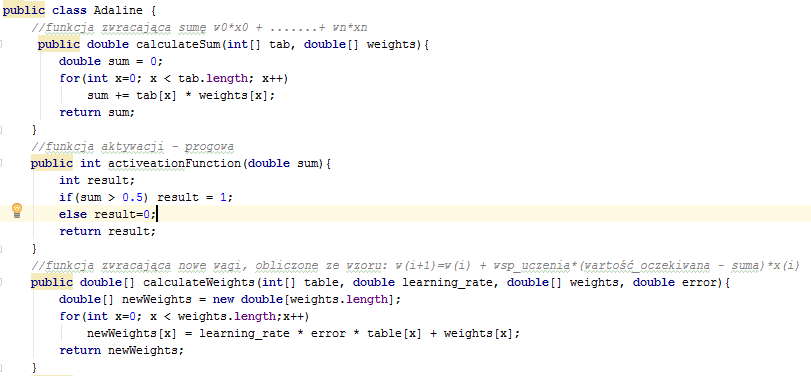 public class Adaline {
//funkcja zwracająca sumę w0*x0 + .......+ wn*xn
public double calculateSum(int[] tab, double[] weights){
double sum = 0;
for(int x=0; x < tab.length; x++)
sum += tab[x] * weights[x];
return sum;
}
//funkcja aktywacji - progowa
public int activeationFunction(double sum){
int result;
if(sum > 0.5) result = 1;
else result=0;
return result;
}
//funkcja zwracająca nowe wagi, obliczone ze wzoru: w(i+1)=w(i) + wsp_uczenia*(wartość_oczekiwana - suma)*x(i)
public double[] calculateWeights(int[] table, double learning_rate, double[] weights, double error){
double[] newWeights = new double[weights.length];
for(int x=0; x < weights.length;x++)
newWeights[x] = learning_rate * error * table[x] + weights[x];
return newWeights;
}